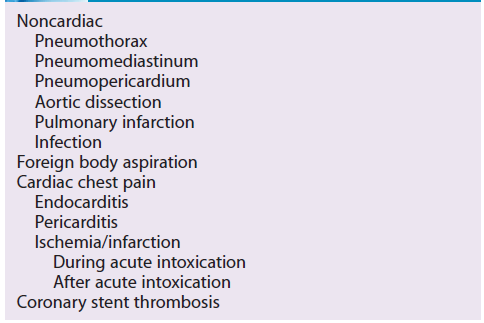 Noncardiac
Pneumothorax
Pneumomediastinum
Pneumopericardium
Aortic dissection
Pulmonary infarction
Infection
Foreign body aspiration
Cardiac chest pain
Endocarditis
Pericarditis
Ischemia/infarction
During acute intoxication
After acute intoxication
Coronary stent thrombosis